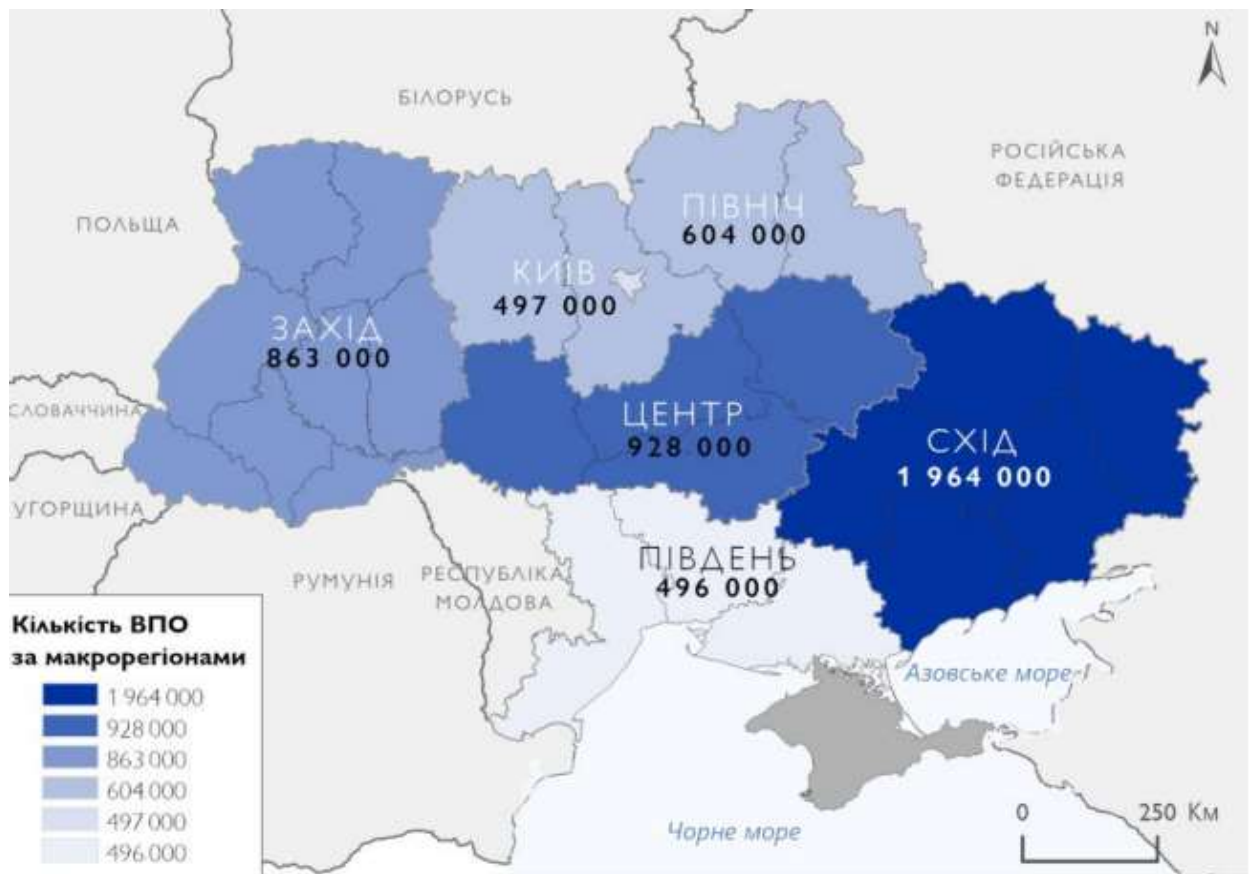 N
БІЛОРУСЬ
РОСІЙСЬКА
ФЕДЕРАЦІЯ
ПОЛЬЩА
ПІВНІЧ
604 000
КИЇВ
497 000
ЗАХІД
863 000
СЛОВАЧЧИНА
ЦЕНТР
928 000
СХІД
1 964 000
УГОРЩИНА
РУМУНІЯ
РЕСПУБЛІКА
МОЛДОВА
ПІВДЕНЬ
496 000
Азовське море
Чорне море
Кількість ВПО
за макрорегіонами
1 964 000
928 000
863 000
604 000
497 000
496 000
0 250 Км